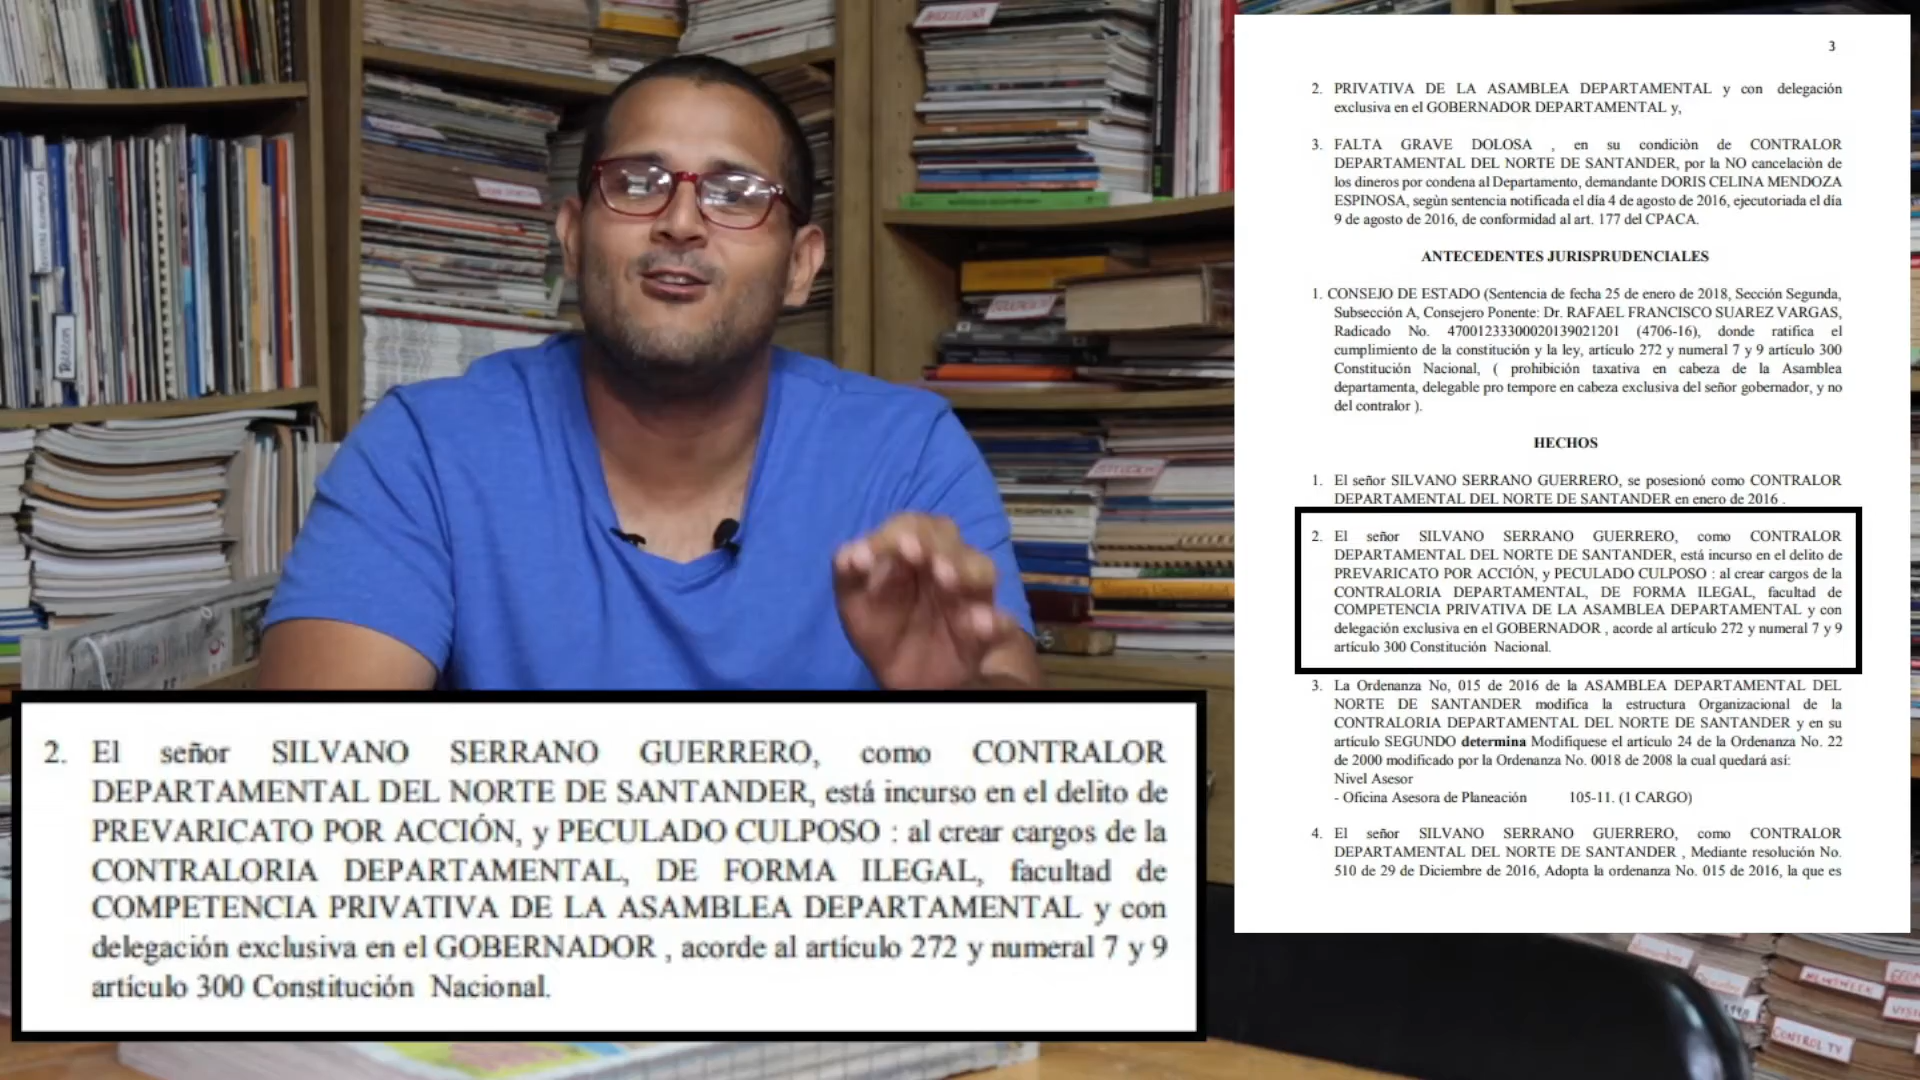 3
2. PRIVATIVA DE LA ASAMBLEA DEPARTAMENTAL y con delegación
exclusiva en el GOBERNADOR DEPARTAMENTAL y,
3. FALTA GRAVE DOLOSA , en su condiciòn de CONTRALOR
DEPARTAMENTAL DEL NORTE DE SANTANDER, por la NO cancelaciòn de
los dineros por condena al Departamento, demandante DORIS CELINA MENDOZA
ESPINOSA, segùn sentencia notificada el día 4 de agosto de 2016, ejecutoriada el día
9 de agosto de 2016, de conformidad al art. 177 del CPACA.
ANTECEDENTES JURISPRUDENCIALES
1. CONSEJO DE ESTADO (Sentencia de fecha 25 de enero de 2018, Sección Segunda,
Subsección A, Consejero Ponente: Dr. RAFAEL FRANCISCO SUAREZ VARGAS,
Radicado No. 47001233300020139021201 (4706-16), donde ratifica el
cumplimiento de la constitución y la ley, artículo 272 y numeral 7 y 9 artículo 300
Constitución Nacional, ( prohibición taxativa en cabeza de la Asamblea
departamenta, delegable pro tempore en cabeza exclusiva del señor gobernador, y no
del contralor ).
HECHOS
1. El señor SILVANO SERRANO GUERRERO, se posesionó como CONTRALOR
DEPARTAMENTAL DEL NORTE DE SANTANDER en enero de 2016 .
2. El señor SILVANO SERRANO GUERRERO, como CONTRALOR
DEPARTAMENTAL DEL NORTE DE SANTANDER, está incurso en el delito de
PREVARICATO POR ACCIÓN, y PECULADO CULPOSO : al crear cargos de la
CONTRALORIA DEPARTAMENTAL, DE FORMA ILEGAL, facultad de
COMPETENCIA PRIVATIVA DE LA ASAMBLEA DEPARTAMENTAL y con
delegación exclusiva en el GOBERNADOR , acorde al artículo 272 y numeral 7 y 9
artículo 300 Constitución Nacional.
3. La Ordenanza No, 015 de 2016 de la ASAMBLEA DEPARTAMENTAL DEL
NORTE DE SANTANDER modifica la estructura Organizacional de la
CONTRALORIA DEPARTAMENTAL DEL NORTE DE SANTANDER y en su
artículo SEGUNDO determina Modifiquese el artículo 24 de la Ordenanza No. 22
de 2000 modificado por la Ordenanza No. 0018 de 2008 la cual quedará así:
Nivel Asesor
- Oficina Asesora de Planeación 105-11. (1 CARGO)
4. El señor SILVANO SERRANO GUERRERO, como CONTRALOR
DEPARTAMENTAL DEL NORTE DE SANTANDER , Mediante resolución No.
510 de 29 de Diciembre de 2016, Adopta la ordenanza No. 015 de 2016, la que es
2. El señor SILVANO SERRANO GUERRERO, como CONTRALOR
DEPARTAMENTAL DEL NORTE DE SANTANDER, está incurso en el delito de
PREVARICATO POR ACCIÓN, y PECULADO CULPOSO : al crear cargos de la
CONTRALORIA DEPARTAMENTAL, DE FORMA ILEGAL, facultad de
COMPETENCIA PRIVATIVA DE LA ASAMBLEA DEPARTAMENTAL y con
delegación exclusiva en el GOBERNADOR , acorde al artículo 272 y numeral 7 y 9
artículo 300 Constitución Nacional.
CONTROL TV